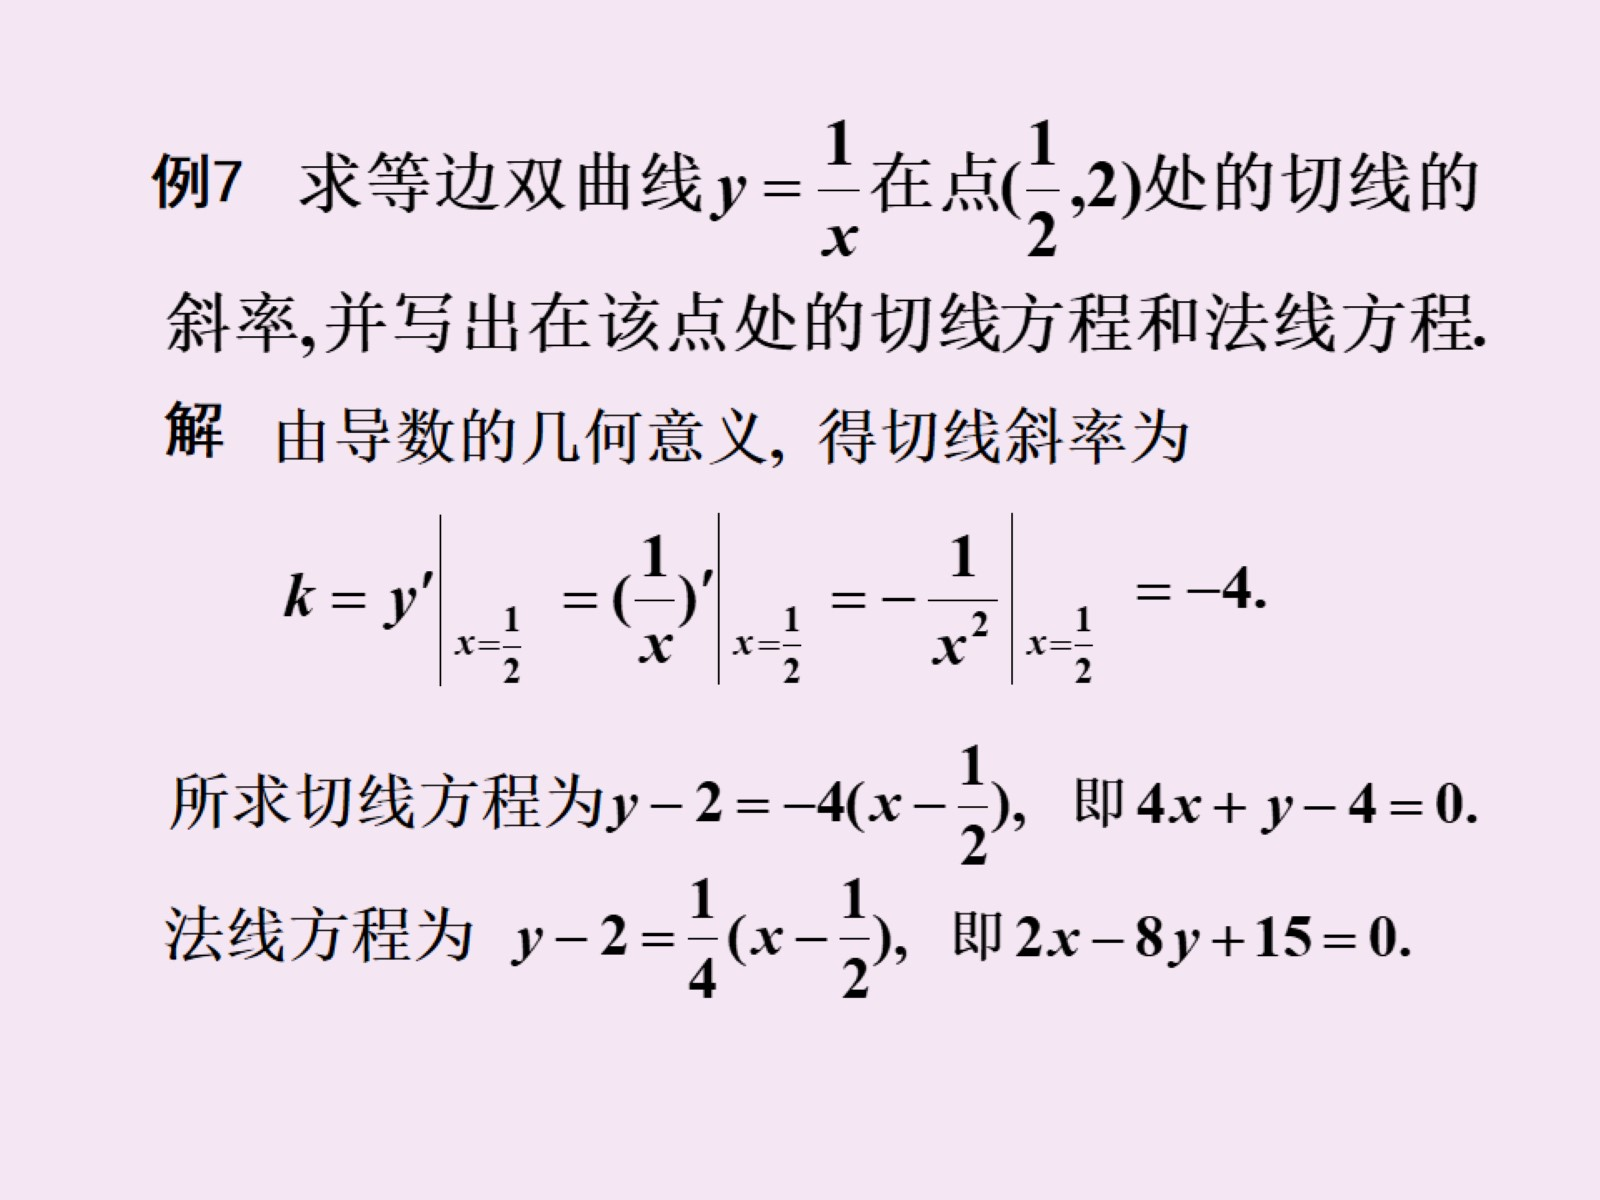 例7 求等边双曲线 y = 1/x 在点(1/2,2)处的切线的
斜率,并写出在该点处的切线方程和法线方程.
解 由导数的几何意义, 得切线斜率为
k = y′|x=1/2 = (1/x)′|x=1/2 = −1/x²|x=1/2 = −4.
所求切线方程为 y − 2 = −4(x − 1/2), 即 4x + y − 4 = 0.
法线方程为 y − 2 = 1/4(x − 1/2), 即 2x − 8y + 15 = 0.